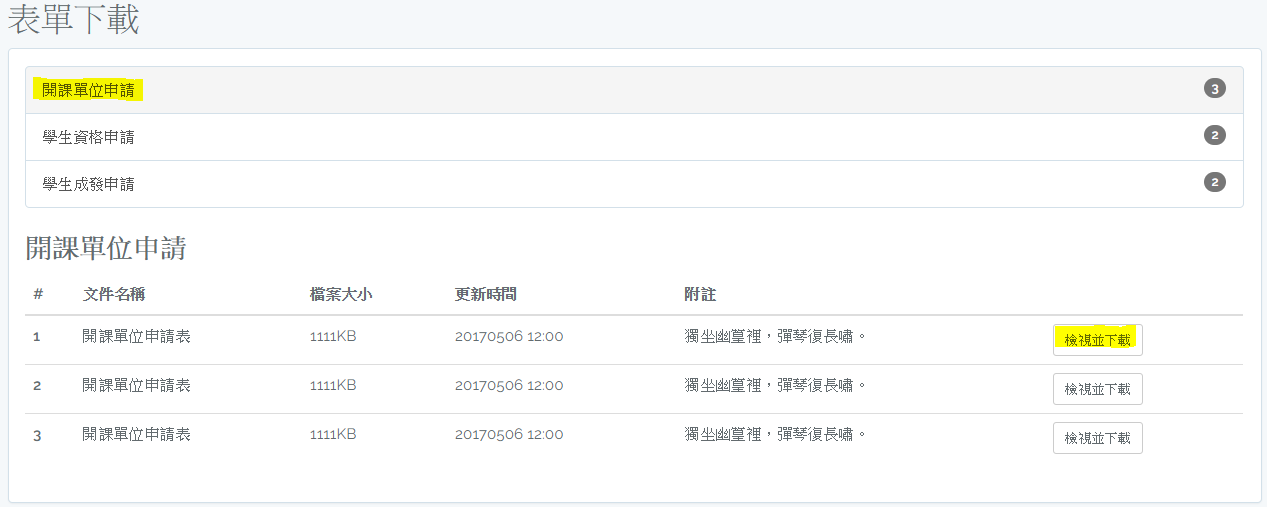 表單下載
開課單位申請 3
學生資格申請 2
學生成發申請 2
開課單位申請
# 文件名稱 檔案大小 更新時間 附註
1 開課單位申請表 1111KB 20170506 12:00 獨坐幽篁裡，彈琴復長嘯。 檢視並下載
2 開課單位申請表 1111KB 20170506 12:00 獨坐幽篁裡，彈琴復長嘯。 檢視並下載
3 開課單位申請表 1111KB 20170506 12:00 獨坐幽篁裡，彈琴復長嘯。 檢視並下載